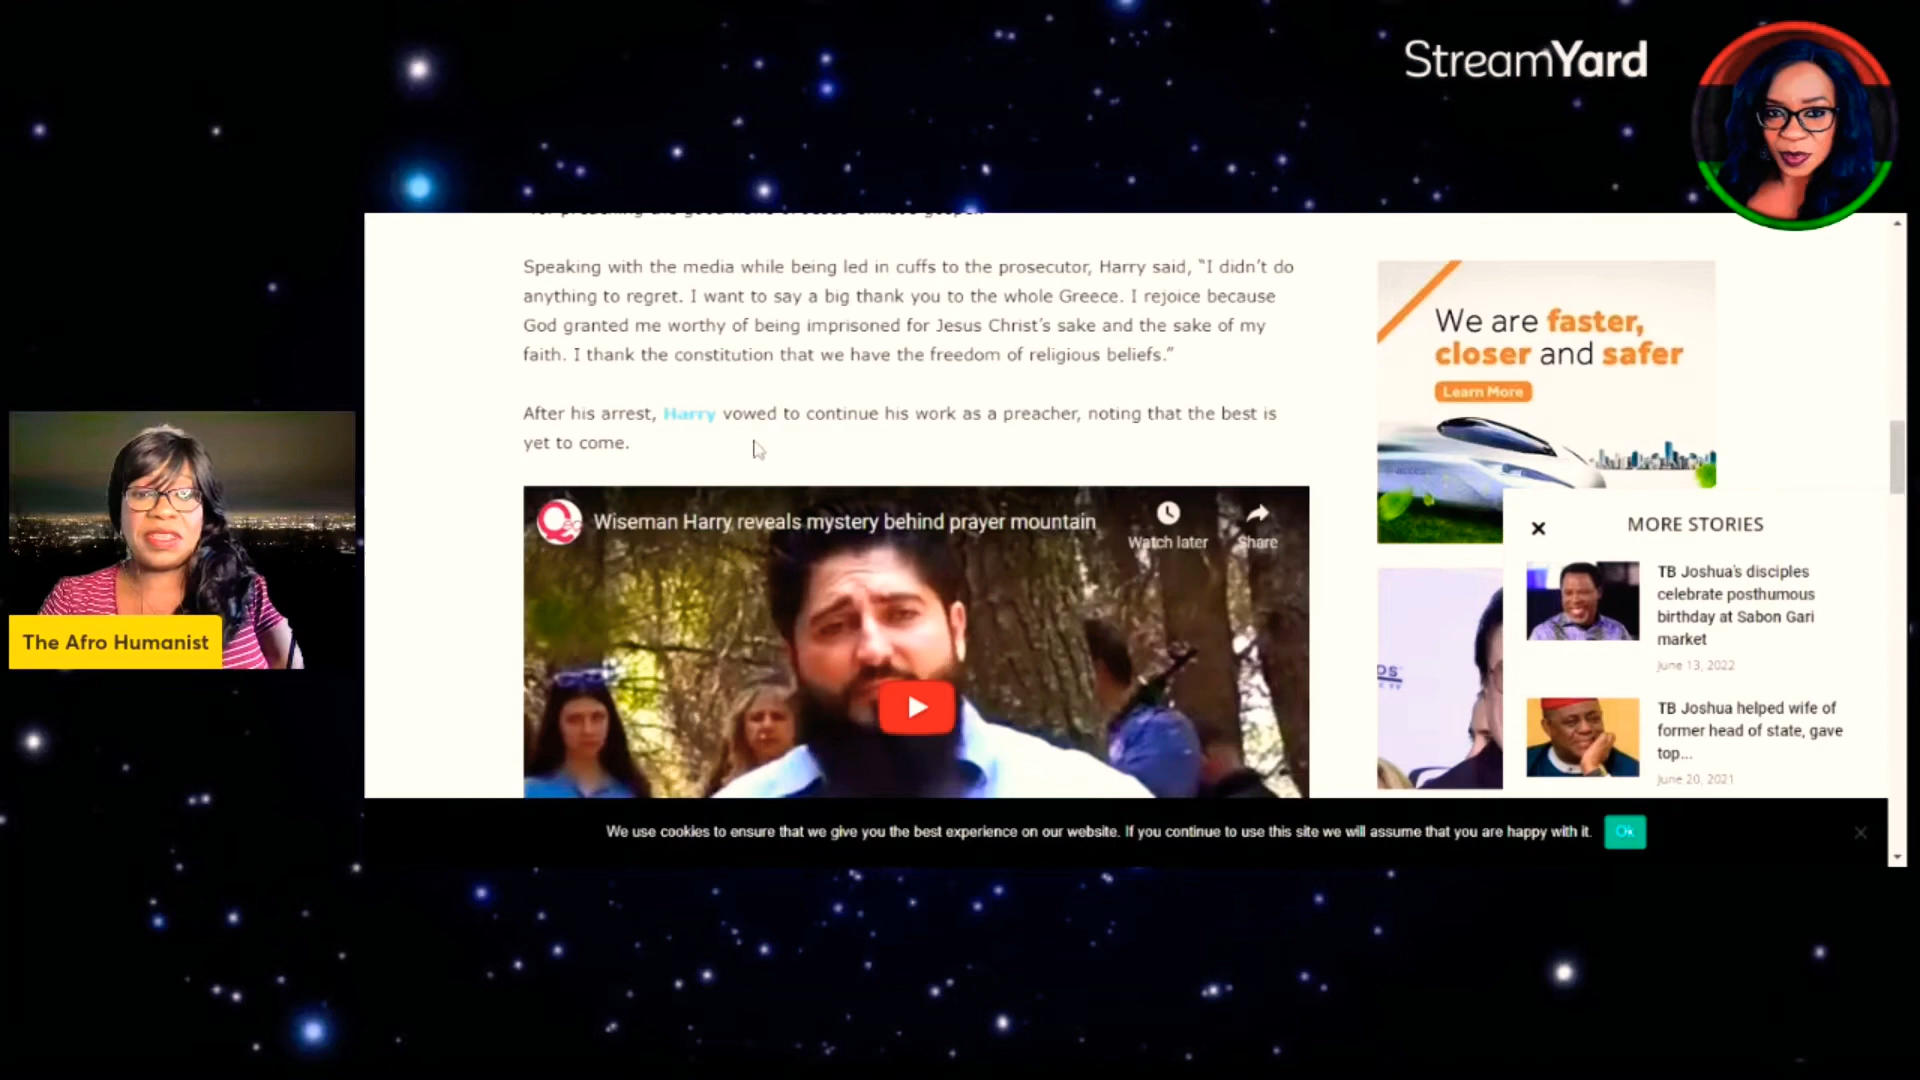 StreamYard
Speaking with the media while being led in cuffs to the prosecutor, Harry said, “I didn’t do
anything to regret. I want to say a big thank you to the whole Greece. I rejoice because
God granted me worthy of being imprisoned for Jesus Christ’s sake and the sake of my
faith. I thank the constitution that we have the freedom of religious beliefs.”
After his arrest, Harry vowed to continue his work as a preacher, noting that the best is
yet to come.
Wiseman Harry reveals mystery behind prayer mountain
Watch later
Share
The Afro Humanist
We are faster,
closer and safer
Learn More
MORE STORIES
TB Joshua’s disciples
celebrate posthumous
birthday at Sabon Gari
market
June 13, 2022
TB Joshua helped wife of
former head of state, gave
top...
June 20, 2021
We use cookies to ensure that we give you the best experience on our website. If you continue to use this site we will assume that you are happy with it.
Ok